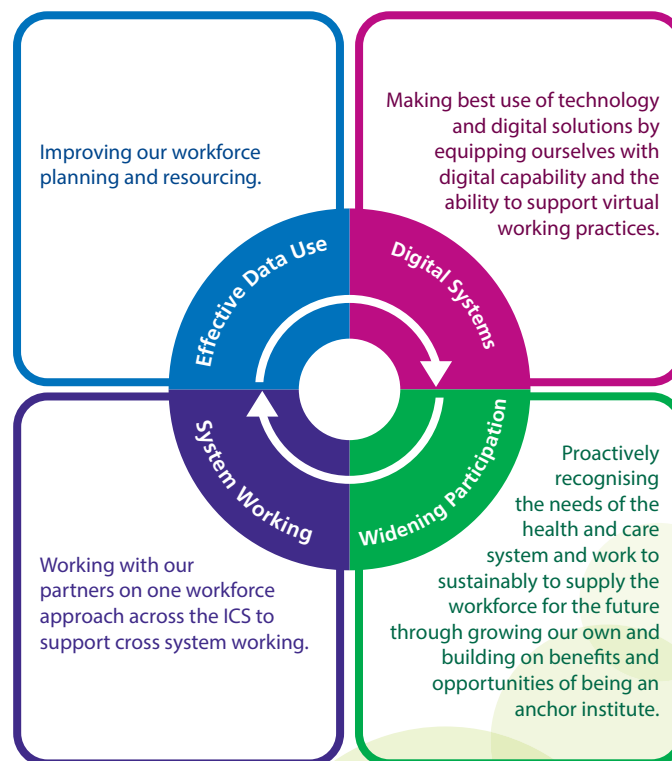 Improving our workforce
planning and resourcing.
Making best use of technology
and digital solutions by
equipping ourselves with
digital capability and the
ability to support virtual
working practices.
Effective Data Use
Digital Systems
System Working
Widening Participation
Working with our
partners on one workforce
approach across the ICS to
support cross system working.
Proactively
recognising
the needs of the
health and care
system and work to
sustainably to supply the
workforce for the future
through growing our own and
building on benefits and
opportunities of being an
anchor institute.